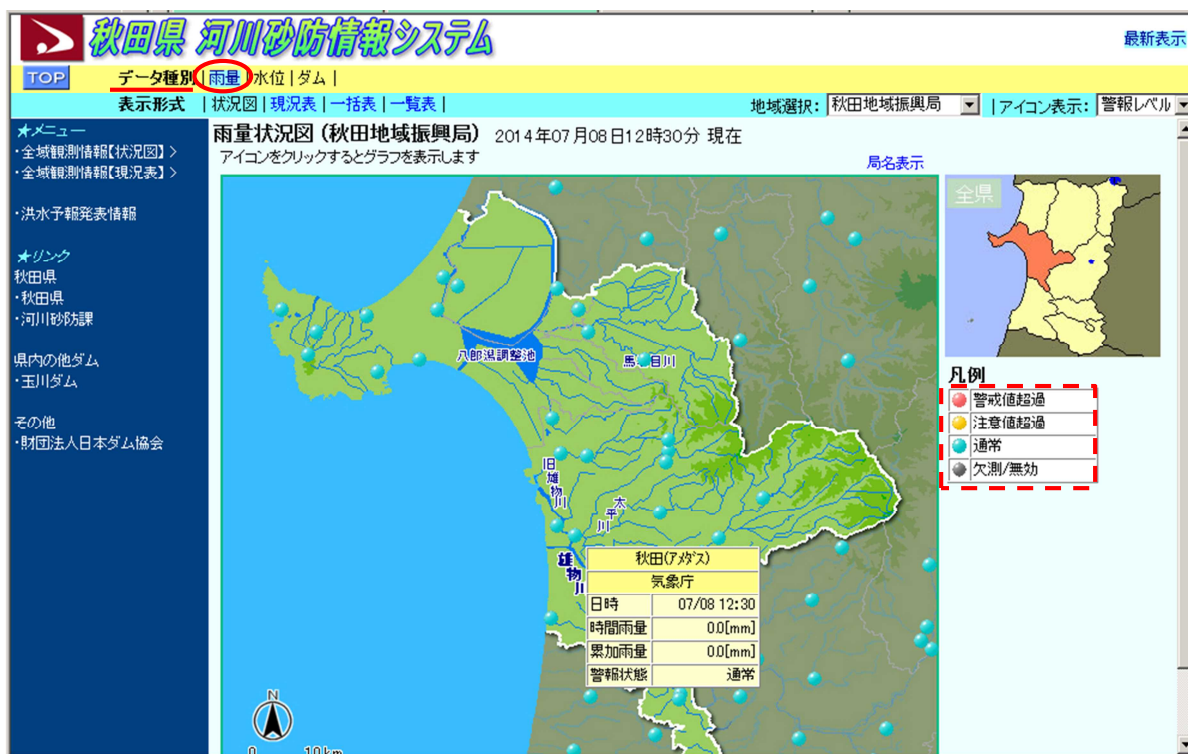 秋田県 河川砂防情報システム
最新表示
TOP データ種別 | 雨量 | 水位 | ダム |
表示形式 | 状況図 | 現況表 | 一括表 | 一覧表 | 地域選択: 秋田地域振興局 | アイコン表示: 警報レベル
★メニュー
・全域観測情報【状況図】>
・全域観測情報【現況表】>
・洪水予報発表情報
★リンク
秋田県
・秋田県
・河川砂防課
県内の他ダム
・玉川ダム
その他
・財団法人日本ダム協会
雨量状況図 (秋田地域振興局) 2014年07月08日12時30分 現在
アイコンをクリックするとグラフを表示します
局名表示
八郎潟調整池
旧雄物川
太平川
雄物川
秋田(アメダス)
気象庁
日時 07/08 12:30
時間雨量 0.0[mm]
累加雨量 0.0[mm]
警報状態 通常
N
0 10km
全県
凡例
警戒値超過
注意値超過
通常
欠測/無効